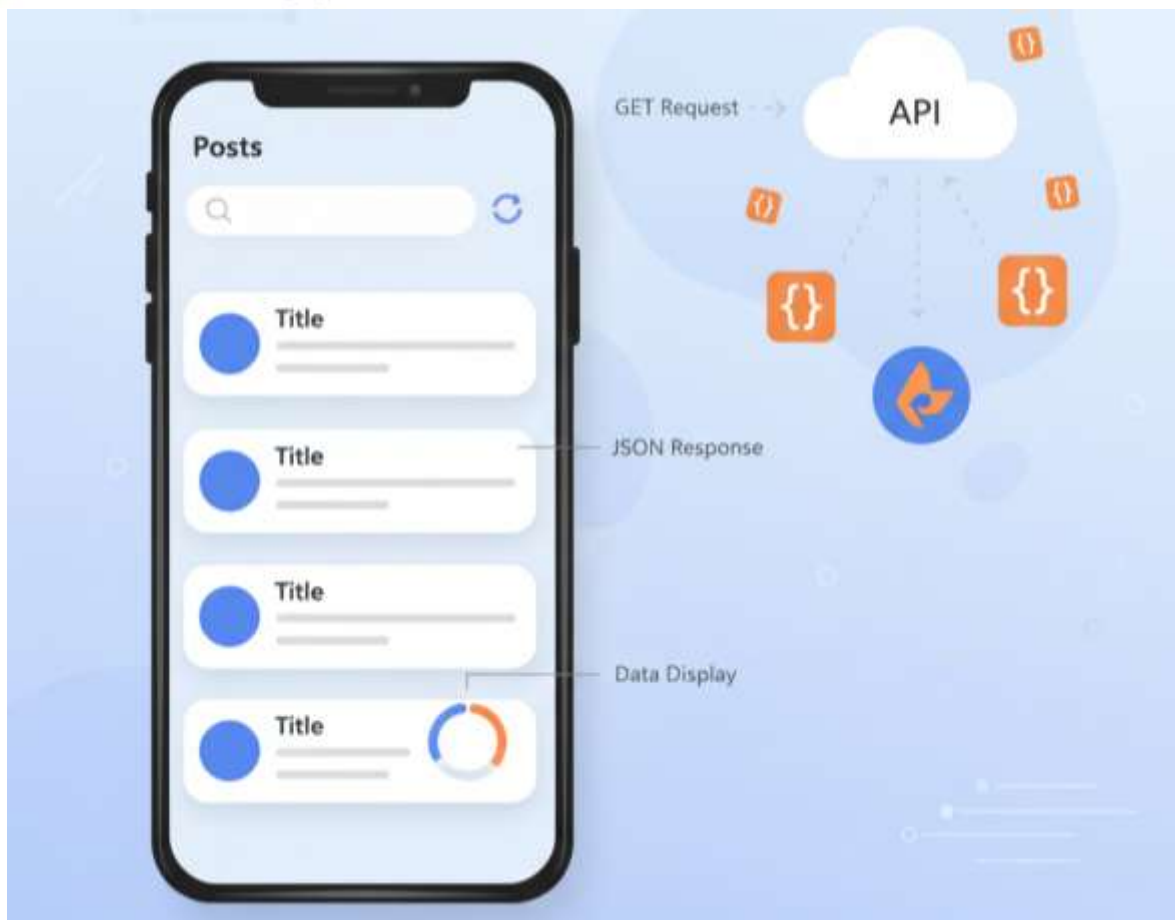 GET Request
API
Posts
{}
{}
{}
{}
{}
Title
Title
JSON Response
Title
Data Display
Title